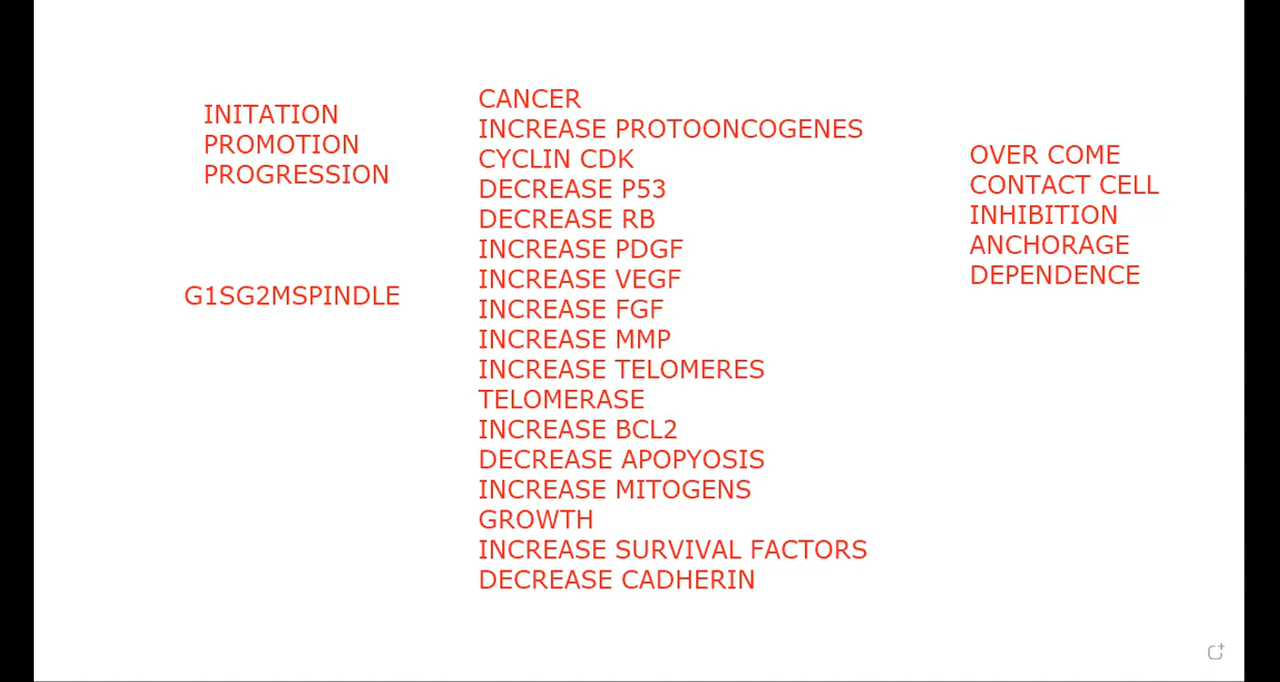 INITATION
PROMOTION
PROGRESSION
G1SG2MSPINDLE
CANCER
INCREASE PROTOONCOGENES
CYCLIN CDK
DECREASE P53
DECREASE RB
INCREASE PDGF
INCREASE VEGF
INCREASE FGF
INCREASE MMP
INCREASE TELOMERES
TELOMERASE
INCREASE BCL2
DECREASE APOPYOSIS
INCREASE MITOGENS
GROWTH
INCREASE SURVIVAL FACTORS
DECREASE CADHERIN
OVER COME
CONTACT CELL
INHIBITION
ANCHORAGE
DEPENDENCE